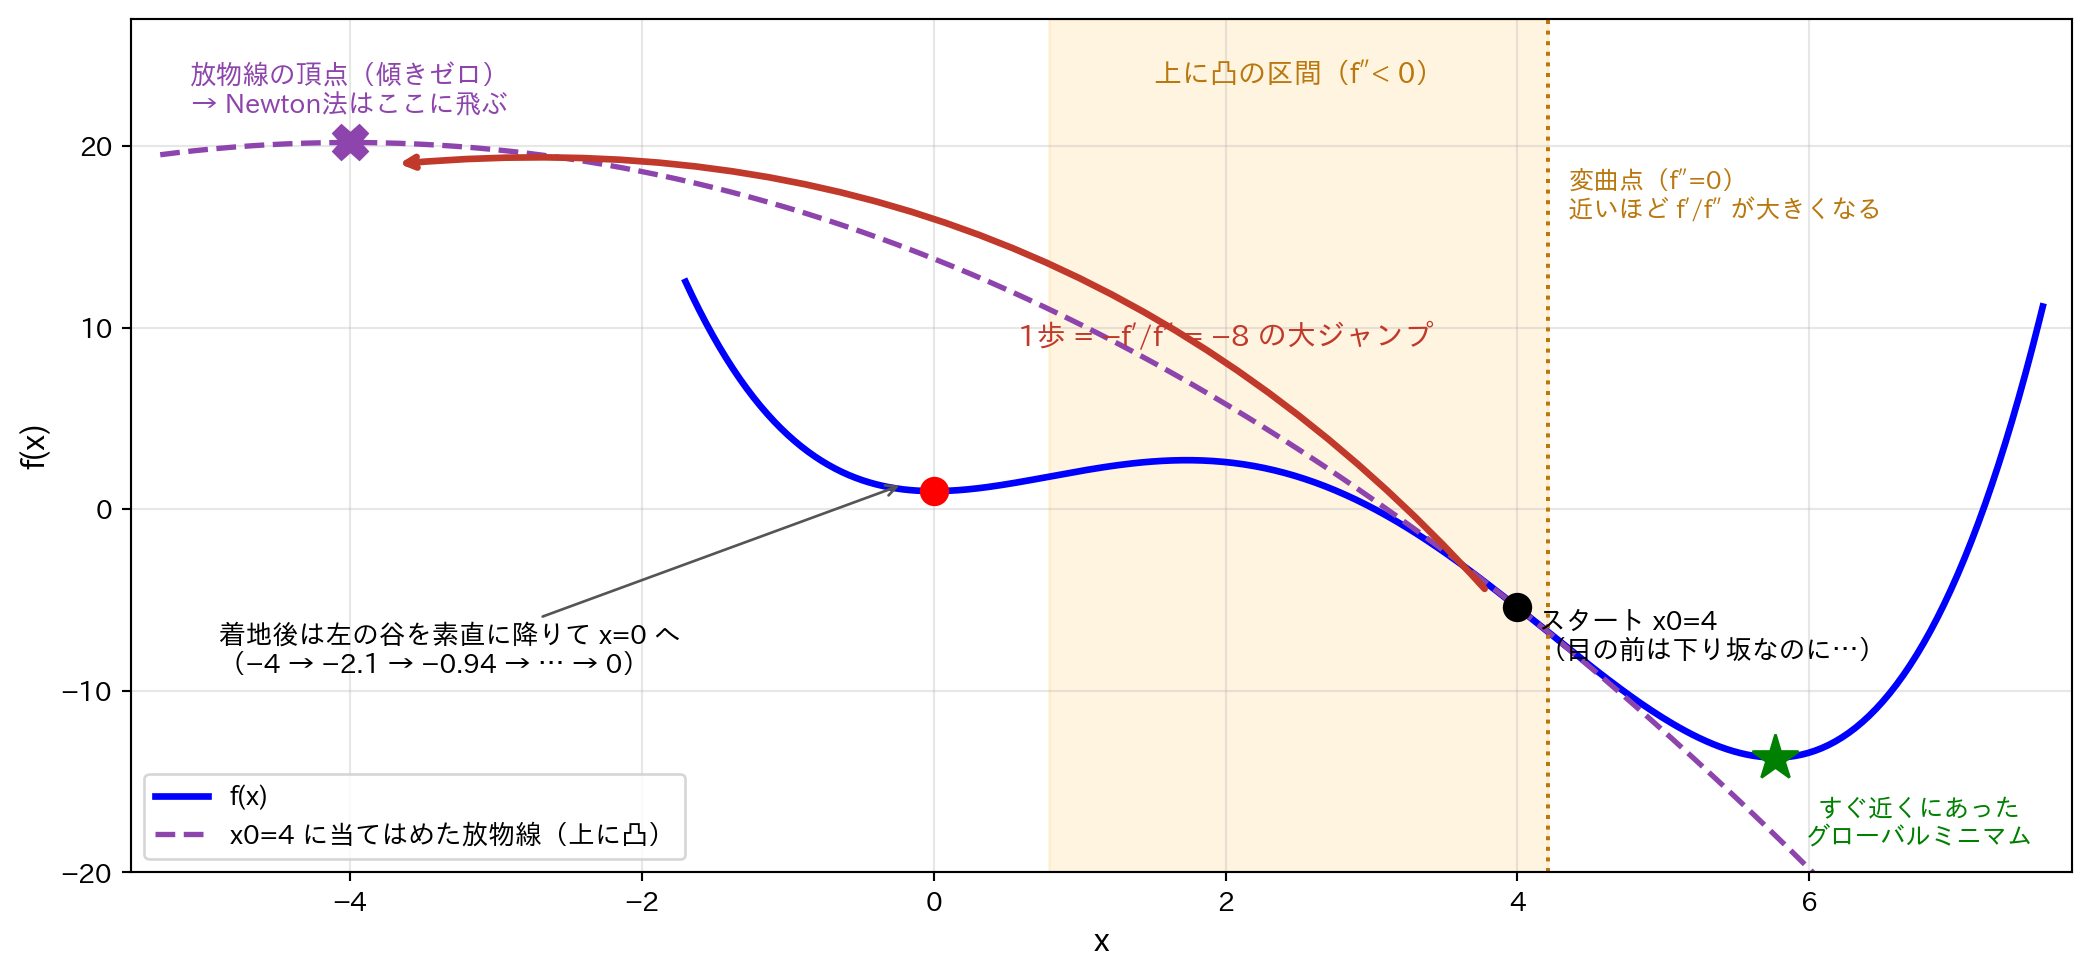 放物線の頂点（傾きゼロ）
→ Newton法はここに飛ぶ
上に凸の区間（f″< 0）
変曲点（f″=0）
近いほど f′/f″ が大きくなる
1歩 = −f′/f″ = −8 の大ジャンプ
スタート x0=4
（目の前は下り坂なのに…）
着地後は左の谷を素直に降りて x=0 へ
（−4 → −2.1 → −0.94 → … → 0）
すぐ近くにあった
グローバルミニマム
f(x)
x0=4 に当てはめた放物線（上に凸）
f(x)
20
10
0
−10
−20
−4
−2
0
2
4
6
x